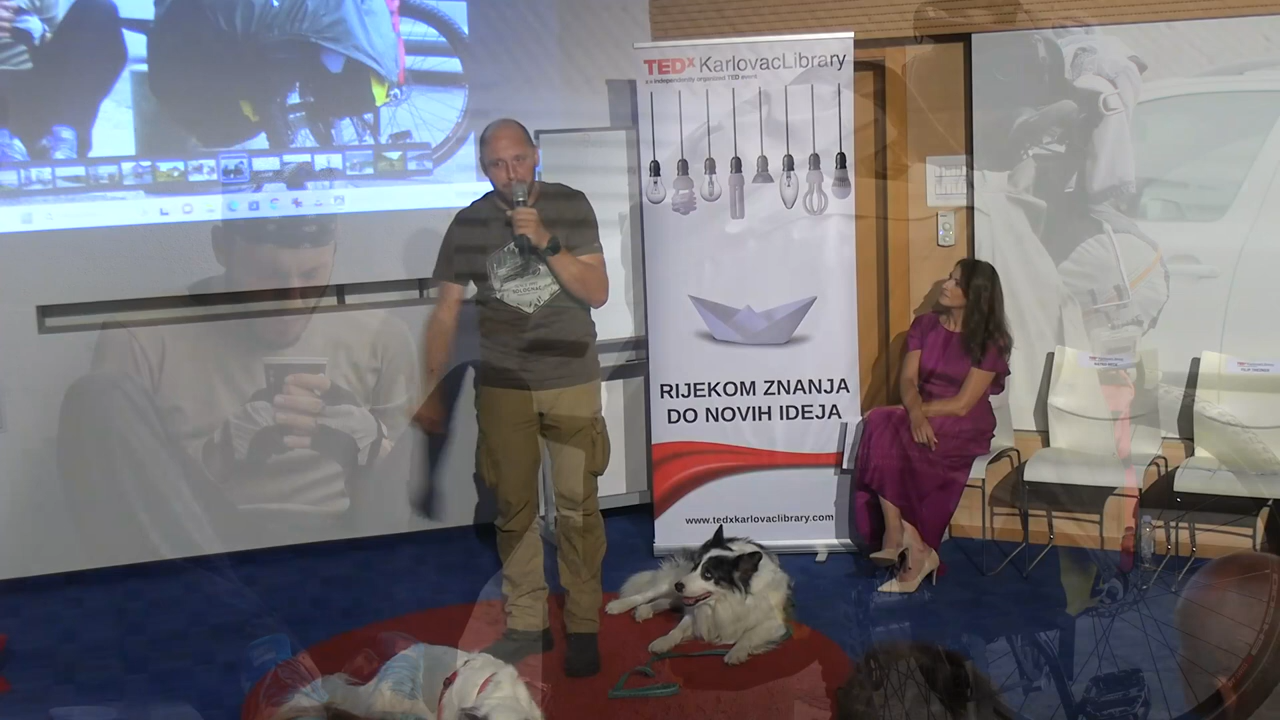 TEDx KarlovacLibrary
x = independently organized TED event
RIJEKOM ZNANJA
DO NOVIH IDEJA
www.tedxkarlovaclibrary.com